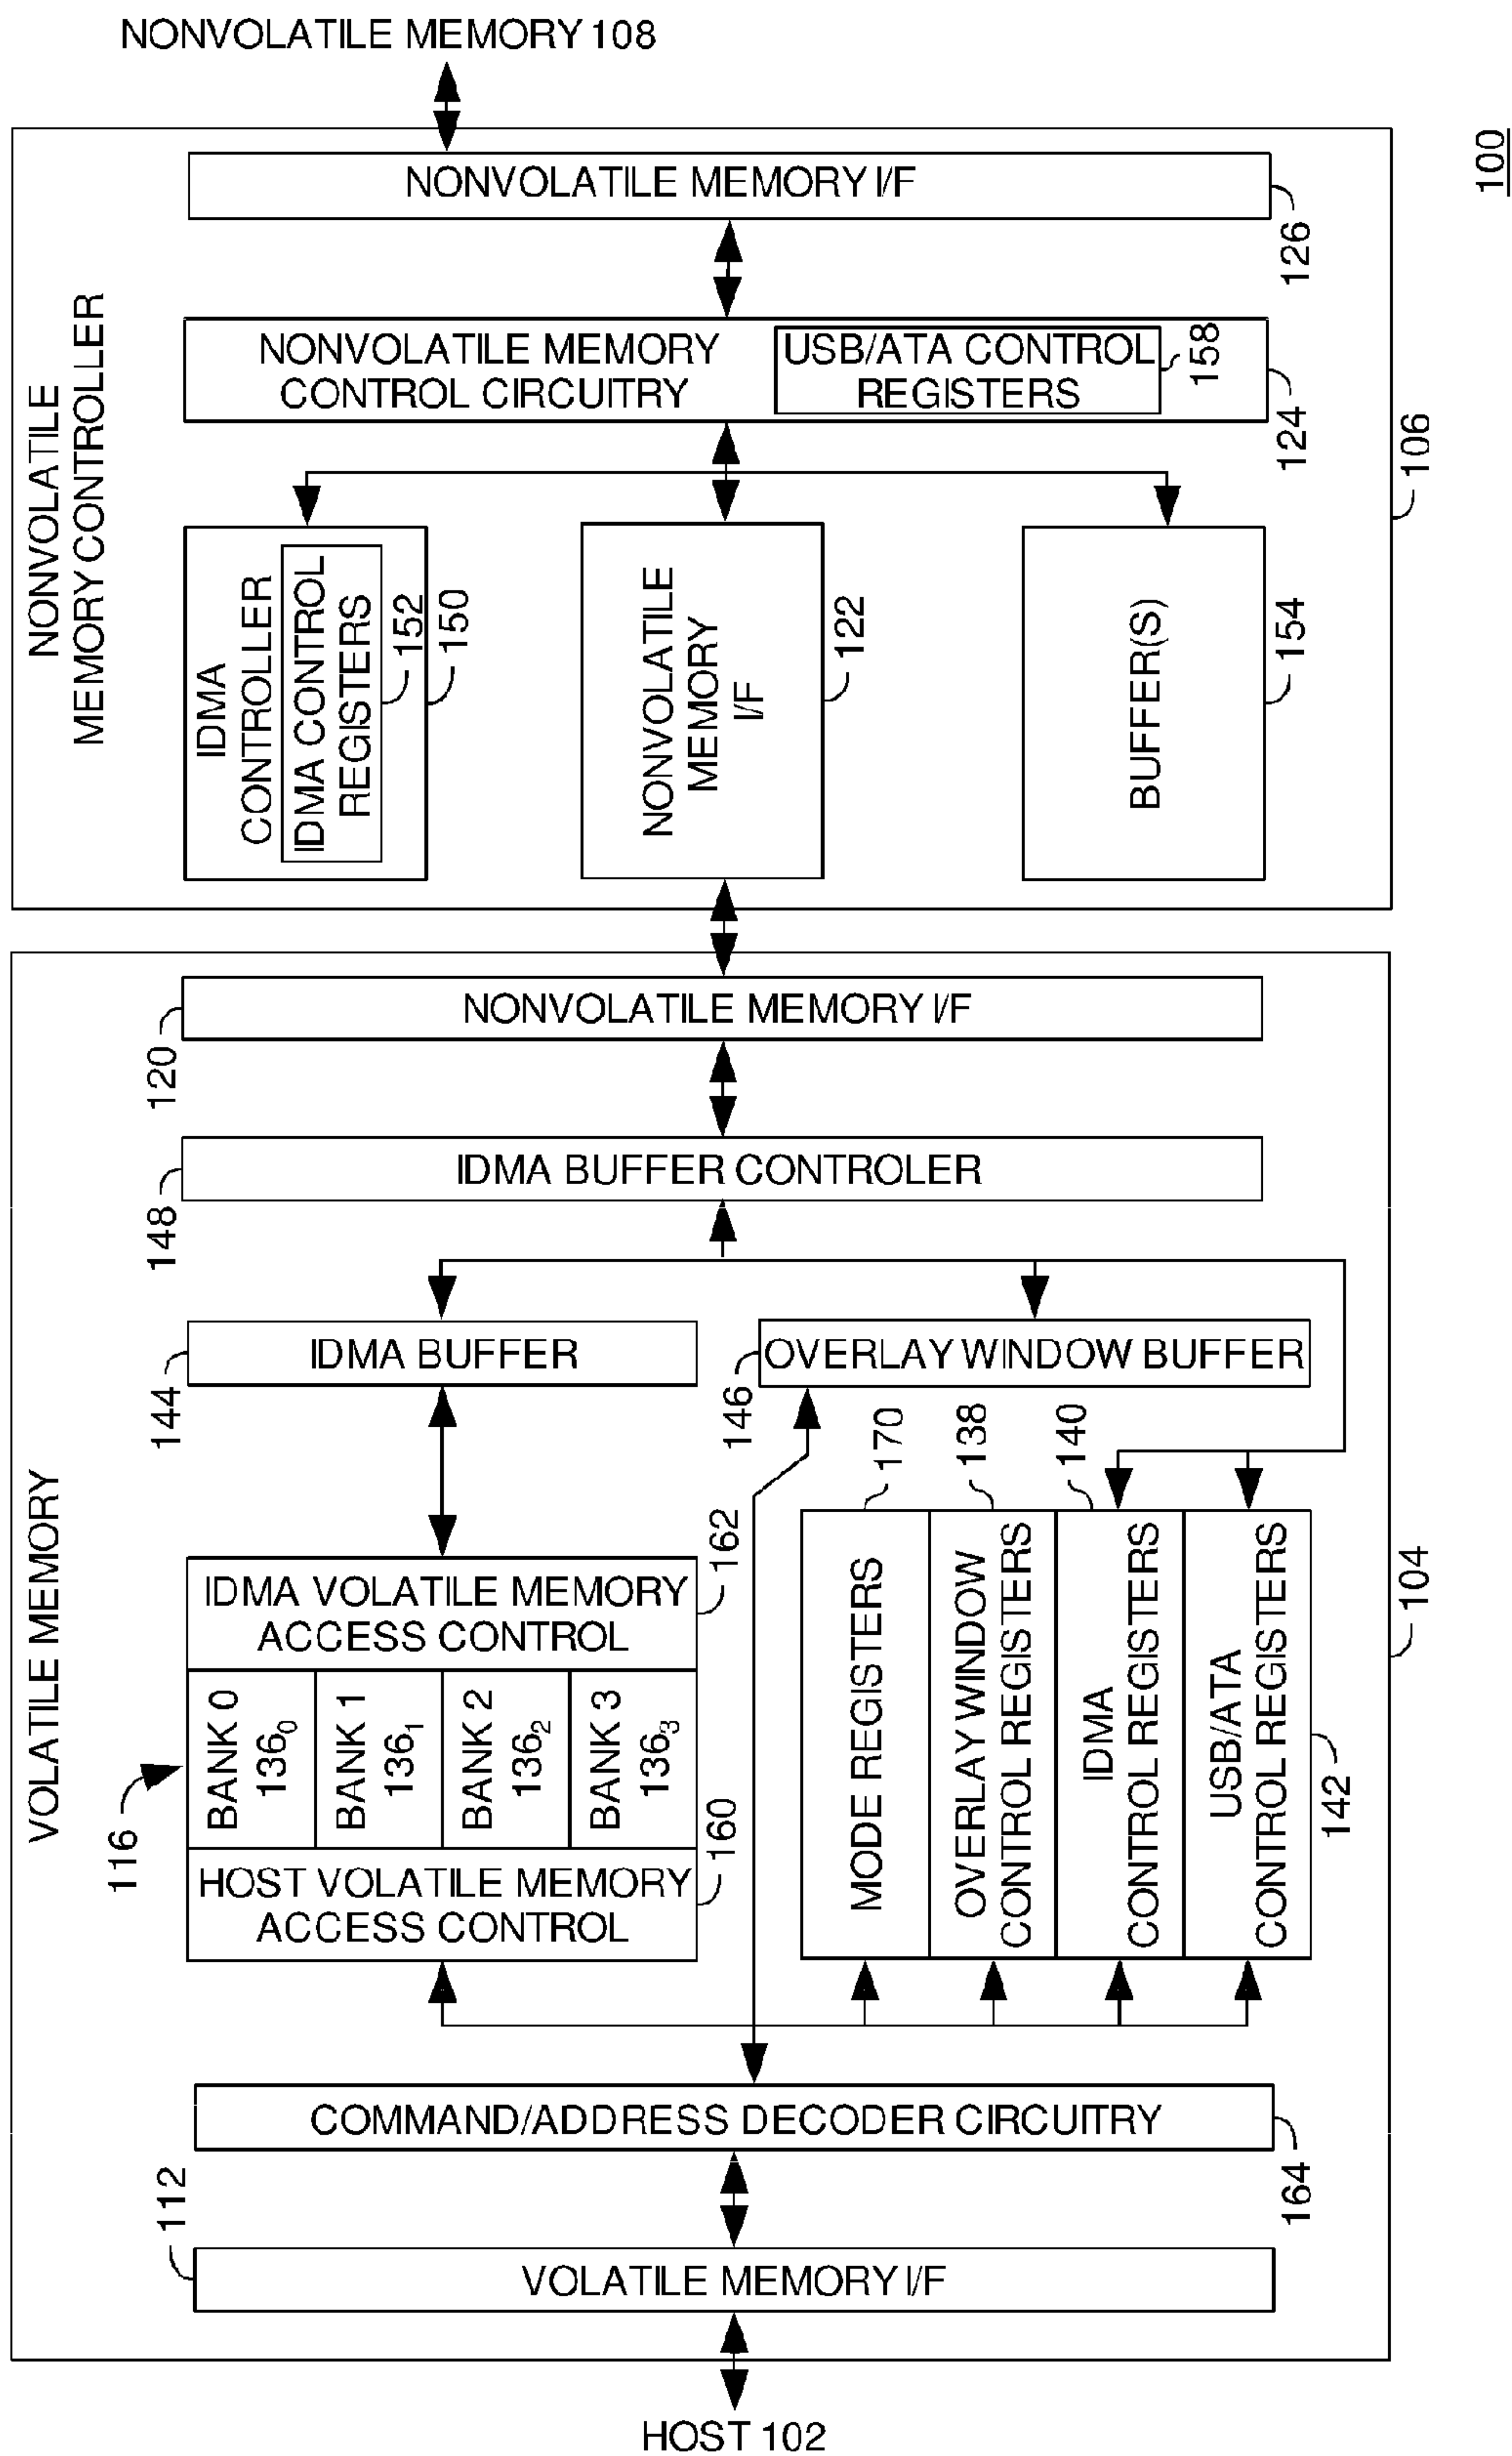 100
VOLATILE MEMORY
NONVOLATILE
MEMORY CONTROLLER
HOST 102
112
VOLATILE MEMORY I/F
COMMAND/ADDRESS DECODER CIRCUITRY
164
116
HOST VOLATILE MEMORY
ACCESS CONTROL
160
BANK 0
136₀
BANK 1
136₁
BANK 2
136₂
BANK 3
136₃
IDMA VOLATILE MEMORY
ACCESS CONTROL
162
MODE REGISTERS
170
OVERLAY WINDOW
CONTROL REGISTERS
138
IDMA
CONTROL REGISTERS
140
USB/ATA
CONTROL REGISTERS
142
144
IDMA BUFFER
146
OVERLAY WINDOW BUFFER
148
IDMA BUFFER CONTROLER
120
NONVOLATILE MEMORY I/F
104
IDMA
CONTROLLER
IDMA CONTROL
REGISTERS
152
150
NONVOLATILE
MEMORY
I/F
122
BUFFER(S)
154
NONVOLATILE MEMORY
CONTROL CIRCUITRY
USB/ATA CONTROL
REGISTERS
158
124
NONVOLATILE MEMORY I/F
126
106
NONVOLATILE MEMORY 108